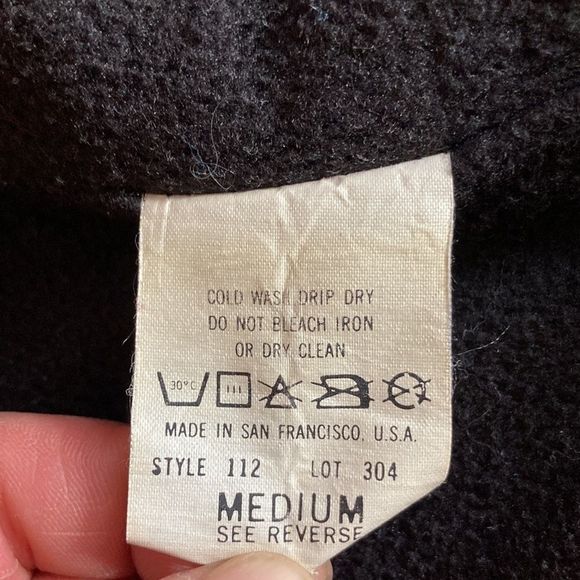 COLD WASH DRIP DRY
DO NOT BLEACH IRON
OR DRY CLEAN
30°C
MADE IN SAN FRANCISCO, U.S.A.
STYLE 112 LOT 304
MEDIUM
SEE REVERSE